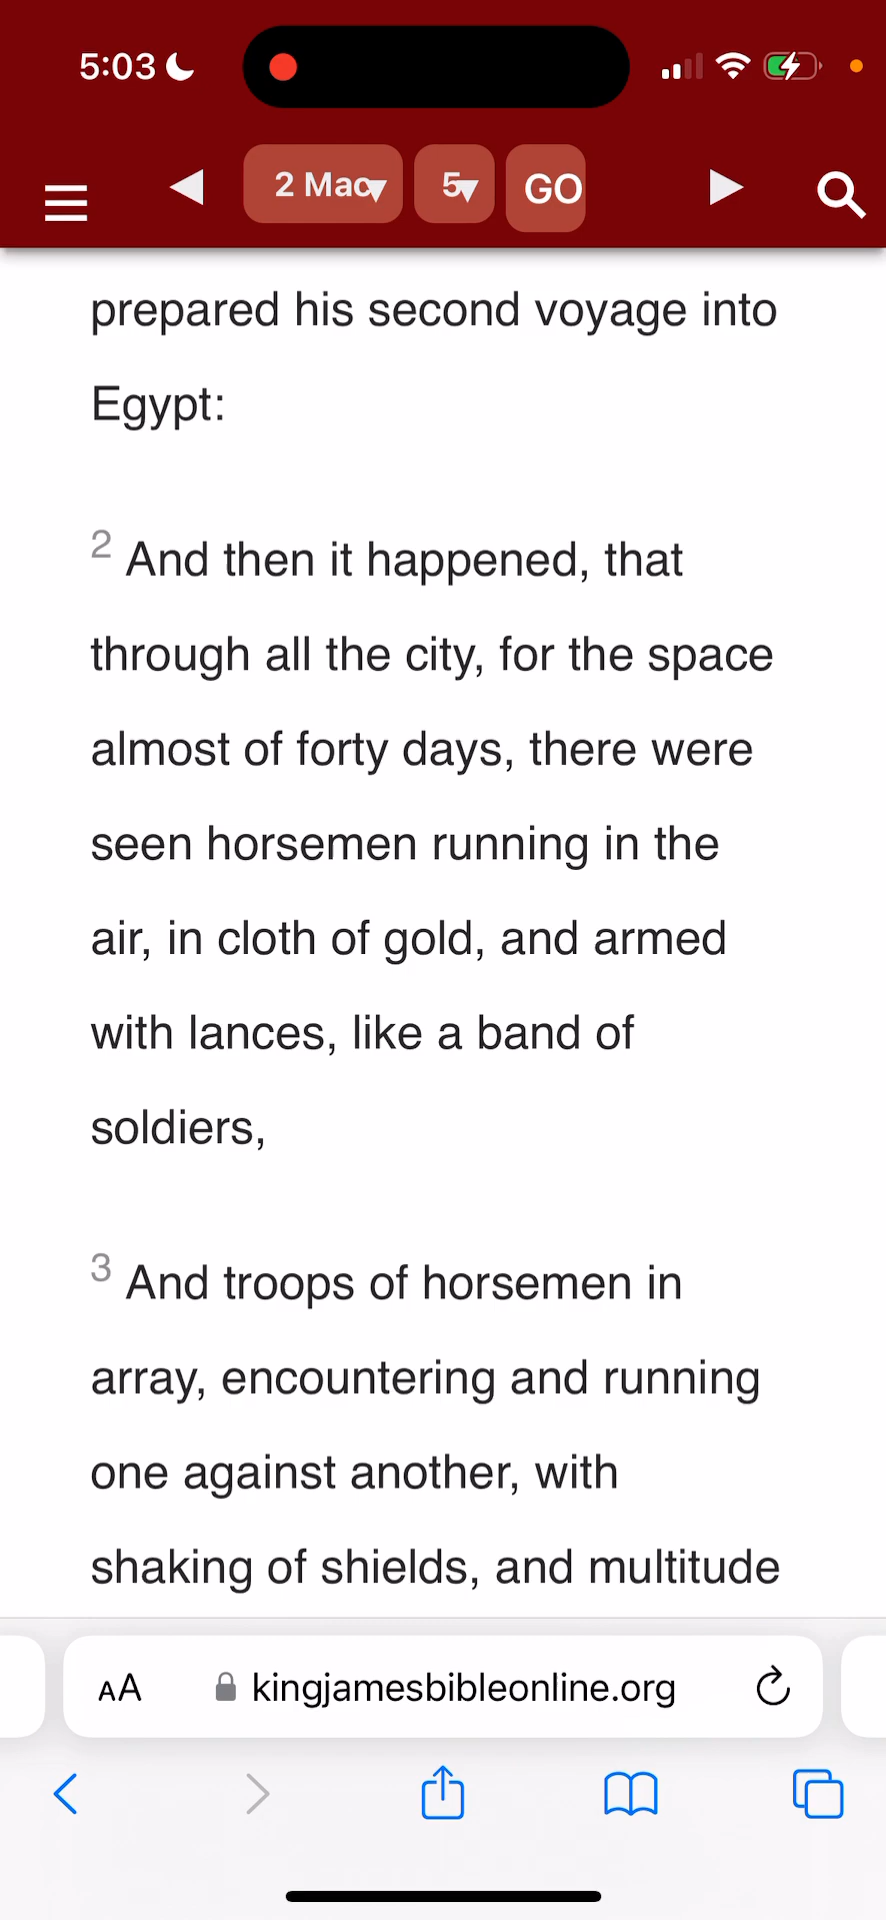 5:03
2 Mac
5
GO
prepared his second voyage into
Egypt:
2 And then it happened, that
through all the city, for the space
almost of forty days, there were
seen horsemen running in the
air, in cloth of gold, and armed
with lances, like a band of
soldiers,
3 And troops of horsemen in
array, encountering and running
one against another, with
shaking of shields, and multitude
AA kingjamesbibleonline.org